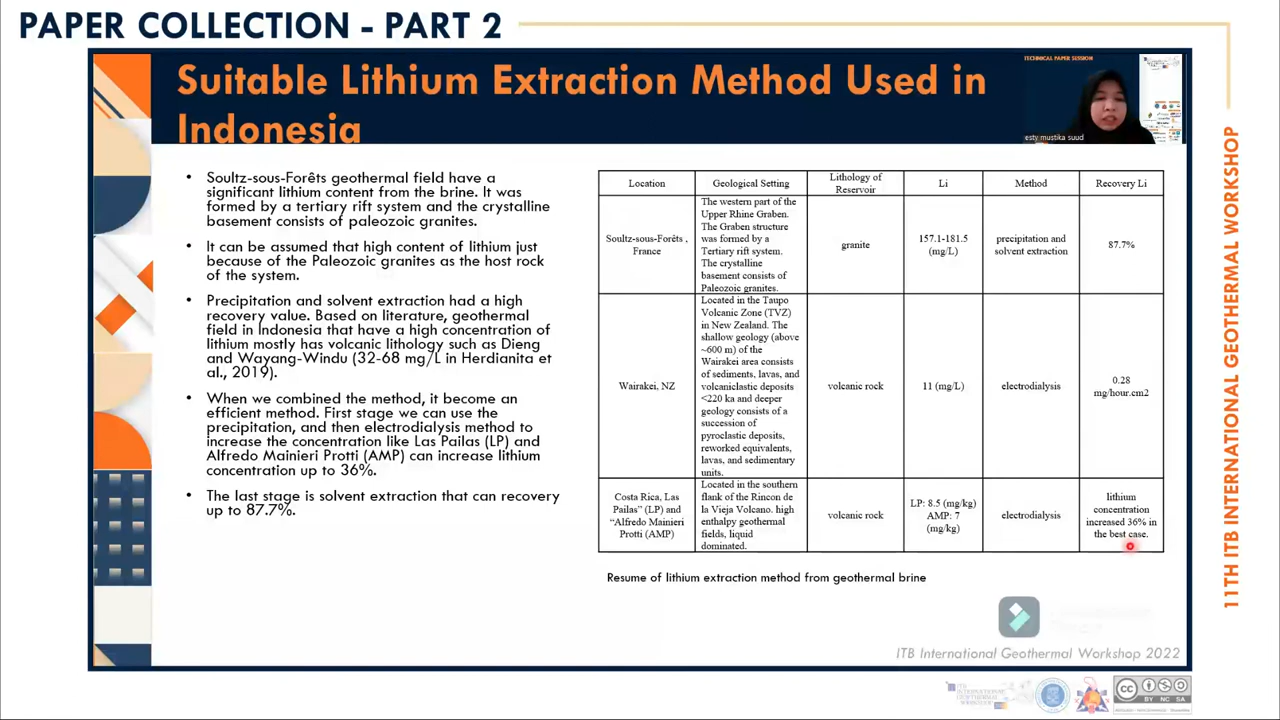 PAPER COLLECTION - PART 2
Suitable Lithium Extraction Method Used in
Indonesia
TECHNICAL PAPER SESSION
esty mustika suud
• Soultz-sous-Forêts geothermal field have a
significant lithium content from the brine. It was
formed by a tertiary rift system and the crystalline
basement consists of paleozoic granites.
• It can be assumed that high content of lithium just
because of the Paleozoic granites as the host rock
of the system.
• Precipitation and solvent extraction had a high
recovery value. Based on literature, geothermal
field in Indonesia that have a high concentration of
lithium mostly has volcanic lithology such as Dieng
and Wayang-Windu (32-68 mg/L in Herdianita et
al., 2019).
• When we combined the method, it become an
efficient method. First stage we can use the
precipitation, and then electrodialysis method to
increase the concentration like Las Pailas (LP) and
Alfredo Mainieri Protti (AMP) can increase lithium
concentration up to 36%.
• The last stage is solvent extraction that can recovery
up to 87.7%.
Location
Geological Setting
Lithology of
Reservoir
Li
Method
Recovery Li
Soultz-sous-Forêts ,
France
The western part of the
Upper Rhine Graben.
The Graben structure
was formed by a
Tertiary rift system.
The crystalline
basement consists of
Paleozoic granites.
granite
157.1-181.5
(mg/L)
precipitation and
solvent extraction
87.7%
Wairakei, NZ
Located in the Taupo
Volcanic Zone (TVZ)
in New Zealand. The
shallow geology (above
~600 m) of the
Wairakei area consists
of sediments, lavas, and
volcaniclastic deposits
<220 ka and deeper
geology consists of a
succession of
pyroclastic deposits,
reworked equivalents,
lavas, and sedimentary
units.
volcanic rock
11 (mg/L)
electrodialysis
0.28
mg/hour.cm2
Costa Rica, Las
Pailas" (LP) and
"Alfredo Mainieri
Protti (AMP)
Located in the southern
flank of the Rincon de
la Vieja Volcano. high
enthalpy geothermal
fields, liquid
dominated.
volcanic rock
LP: 8.5 (mg/kg)
AMP: 7
(mg/kg)
electrodialysis
lithium
concentration
increased 36% in
the best case.
Resume of lithium extraction method from geothermal brine
ITB International Geothermal Workshop 2022
11TH ITB INTERNATIONAL GEOTHERMAL WORKSHOP
CC
BY NC SA